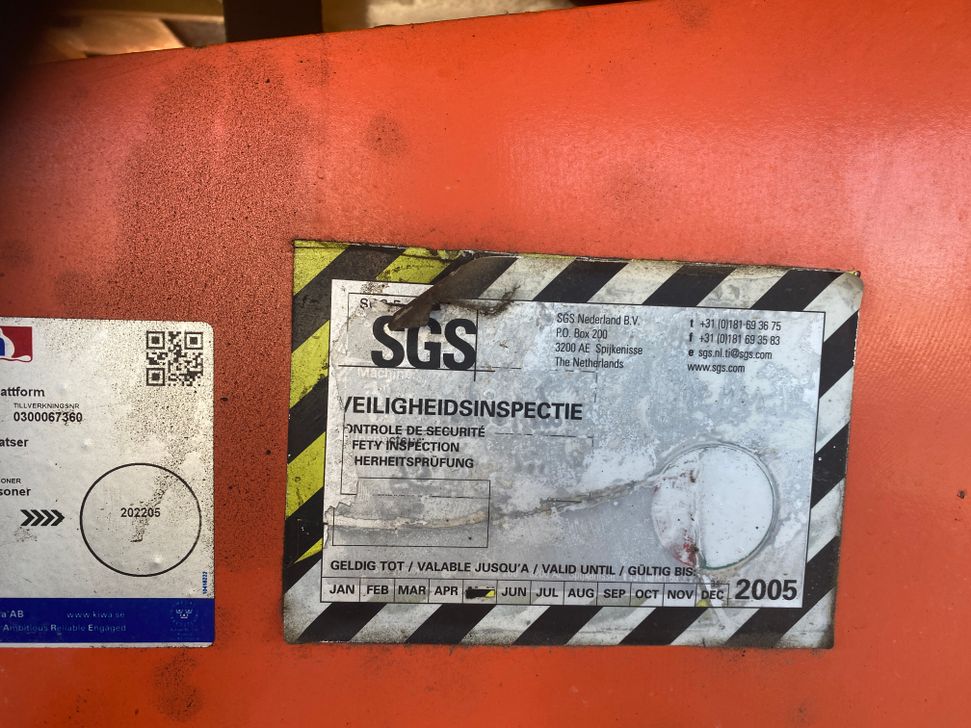 attform
TILLVERKNINGSNR
0300067360
atser
SONER
soner
202205
10416222
a AB
www.kiwa.se
Ambitious Reliable Engaged
SGS
SGS Nederland B.V.
P.O. Box 200
3200 AE Spijkenisse
The Netherlands
t +31 (0)181 69 36 75
f +31 (0)181 69 35 83
e sgs.nl.ti@sgs.com
www.sgs.com
VEILIGHEIDSINSPECTIE
ONTROLE DE SECURITÉ
FETY INSPECTION
HERHEITSPRÜFUNG
GELDIG TOT / VALABLE JUSQU'A / VALID UNTIL / GÜLTIG BIS:
JAN FEB MAR APR JUN JUL AUG SEP OCT NOV DEC 2005